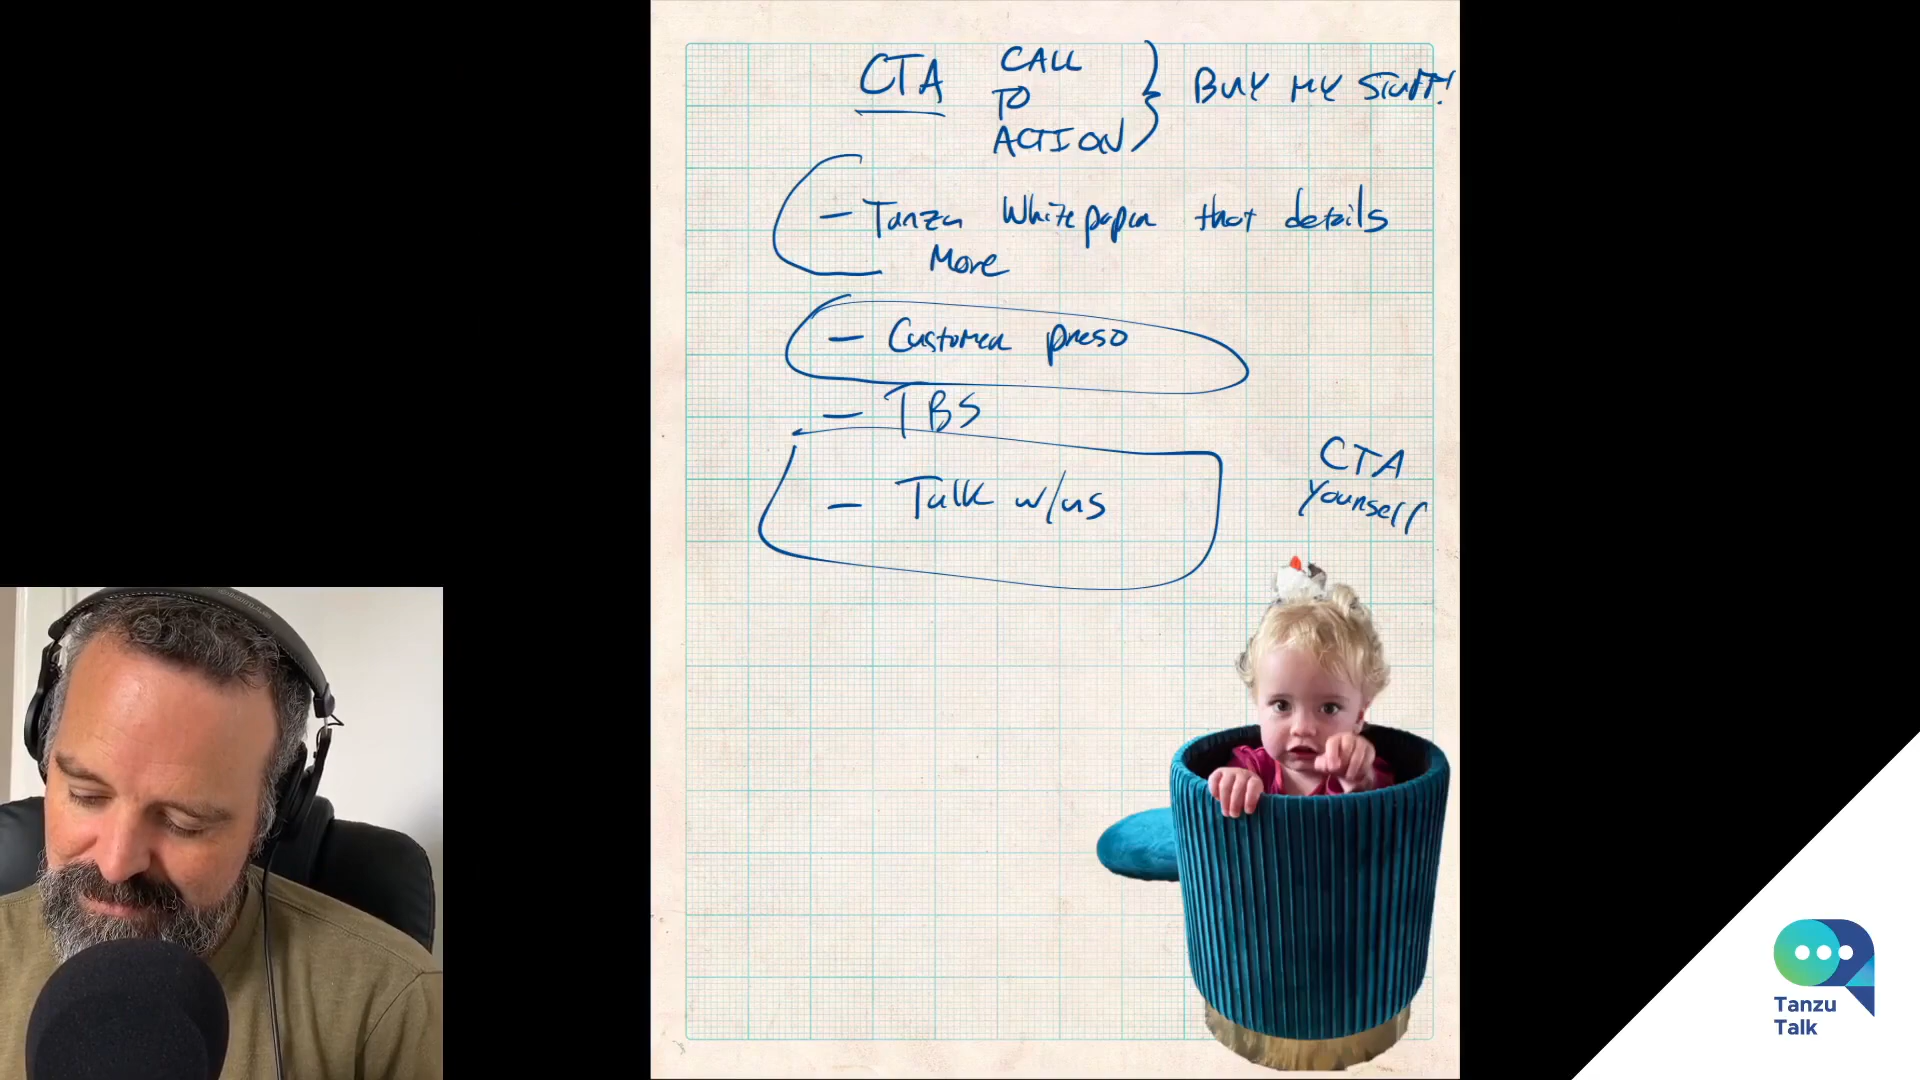 CTA
CALL
TO
ACTION
BUY MY STUFF!
- Tanzu Whitepaper that details
More
- Customer preso
- TBS
- Talk w/us
CTA
Yourself
Tanzu
Talk